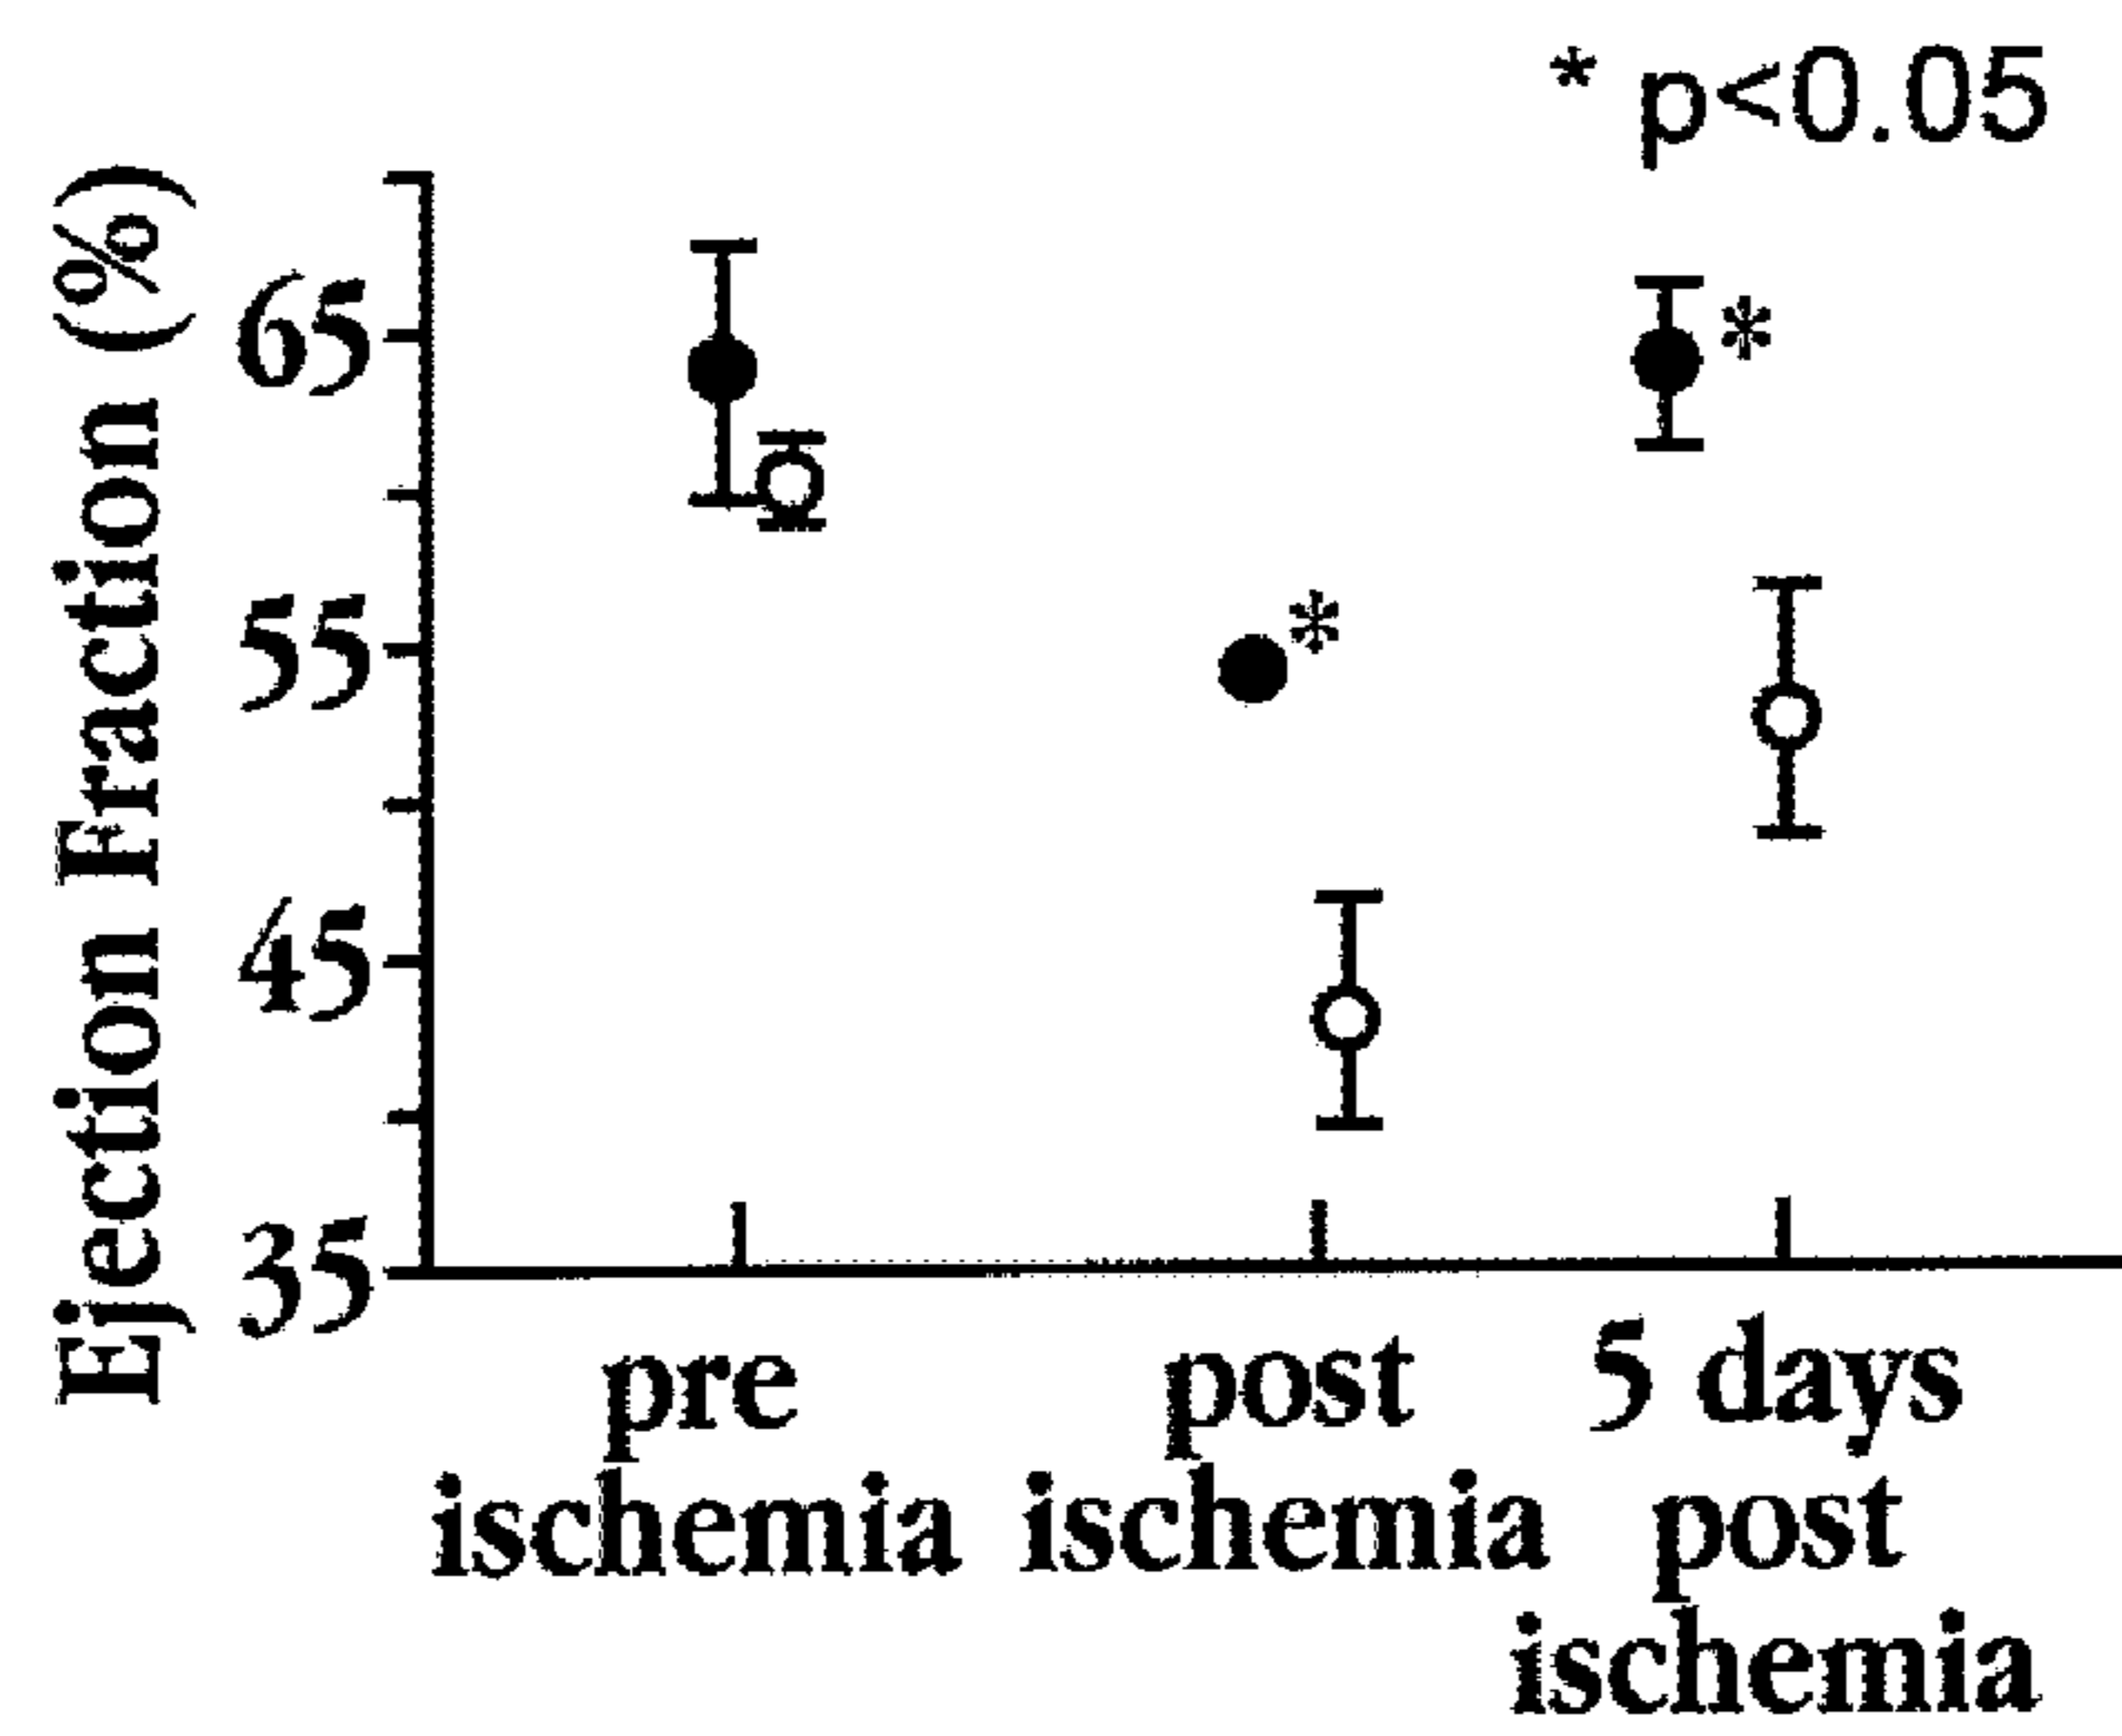 * p<0.05
Ejection Fraction (%)
65
*
55
*
45
35
pre
ischemia
post
ischemia
5 days
post
ischemia